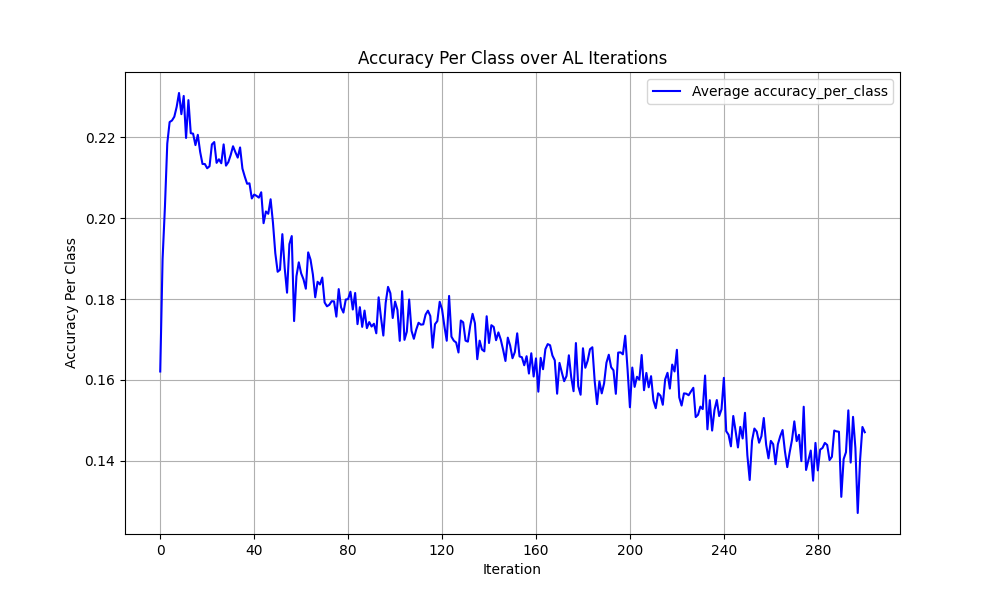 Accuracy Per Class over AL Iterations
Average accuracy_per_class
Accuracy Per Class
0.22
0.20
0.18
0.16
0.14
0 40 80 120 160 200 240 280
Iteration